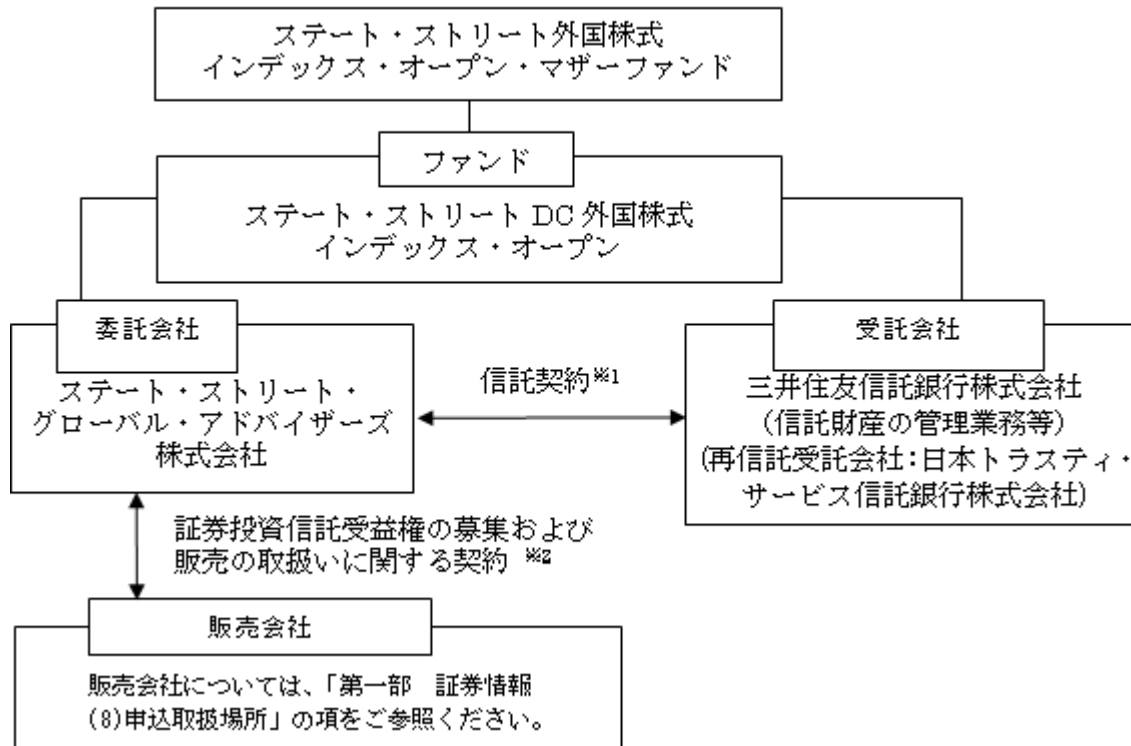 ステート・ストリート外国株式
インデックス・オープン・マザーファンド
ファンド
ステート・ストリート DC 外国株式
インデックス・オープン
委託会社
ステート・ストリート・
グローバル・アドバイザーズ
株式会社
信託契約※1
受託会社
三井住友信託銀行株式会社
(信託財産の管理業務等)
(再信託受託会社:日本トラスティ・
サービス信託銀行株式会社)
証券投資信託受益権の募集および
販売の取扱いに関する契約 ※2
販売会社
販売会社については、「第一部 証券情報
(8)申込取扱場所」の項をご参照ください。